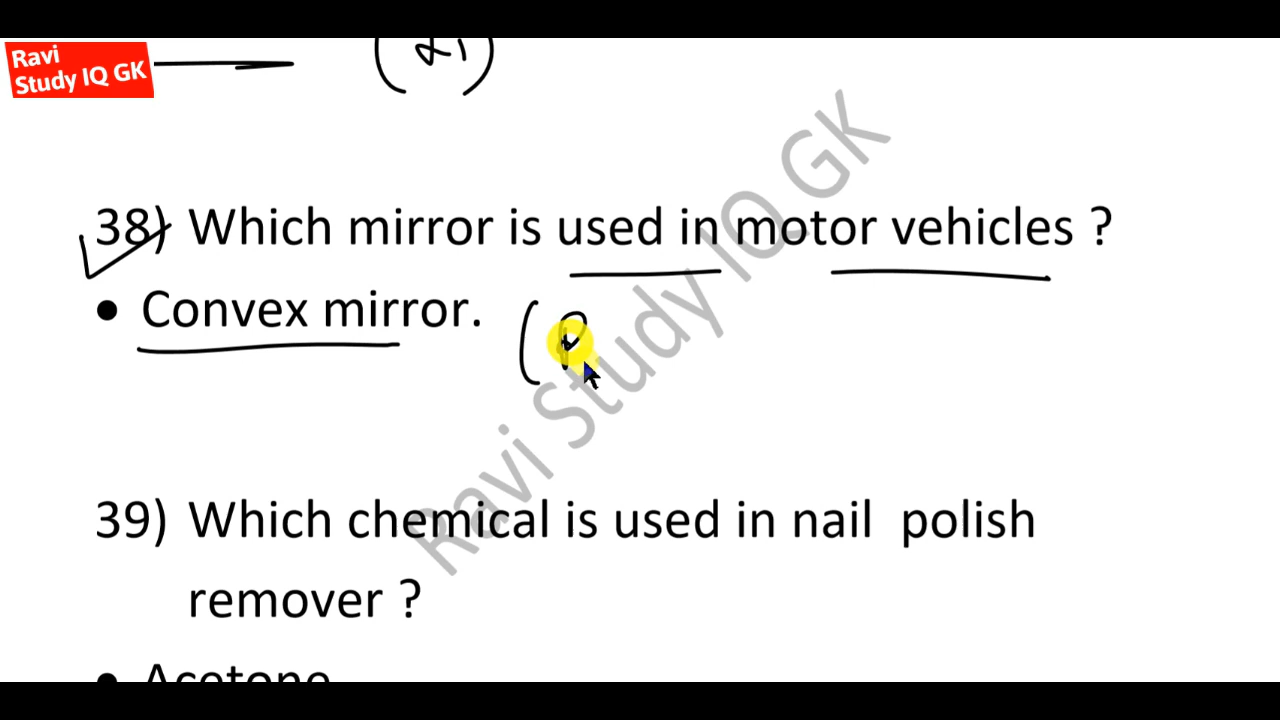 Ravi
Study IQ GK
38) Which mirror is used in motor vehicles ?
• Convex mirror.
Ravi Study IQ GK
39) Which chemical is used in nail polish
remover ?
• Acetone